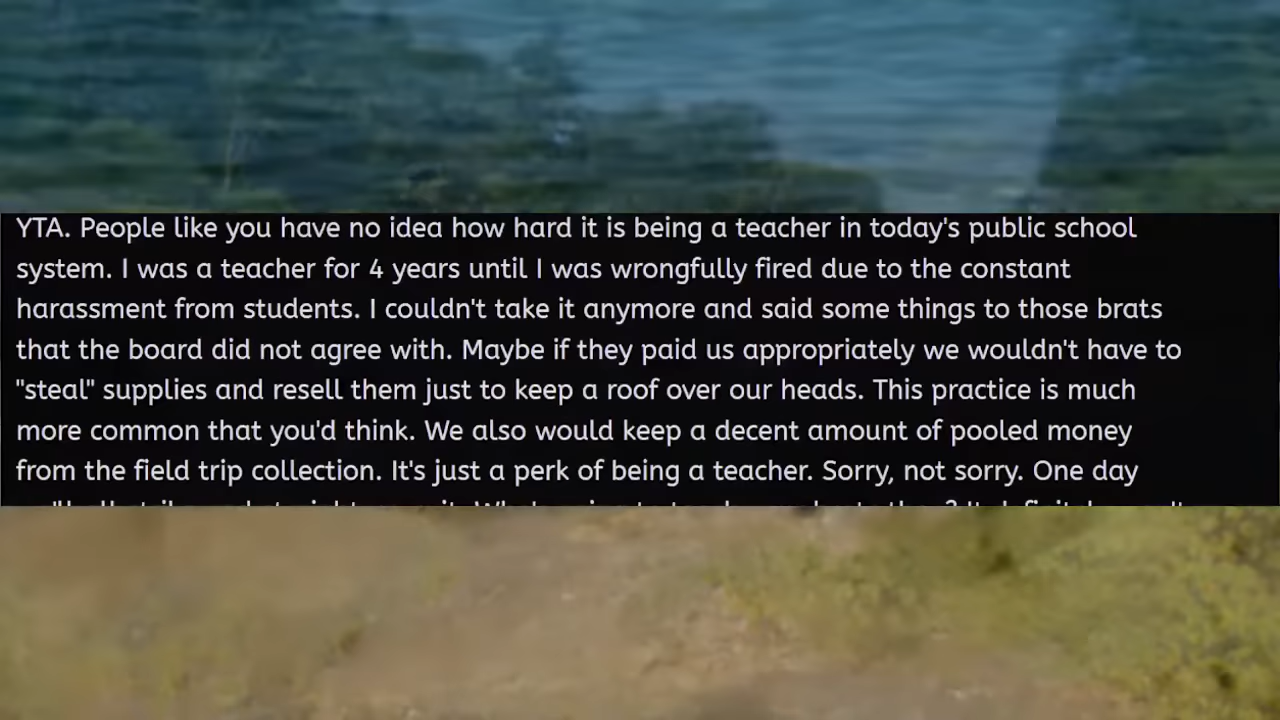 YTA. People like you have no idea how hard it is being a teacher in today's public school
system. I was a teacher for 4 years until I was wrongfully fired due to the constant
harassment from students. I couldn't take it anymore and said some things to those brats
that the board did not agree with. Maybe if they paid us appropriately we wouldn't have to
"steal" supplies and resell them just to keep a roof over our heads. This practice is much
more common that you'd think. We also would keep a decent amount of pooled money
from the field trip collection. It's just a perk of being a teacher. Sorry, not sorry. One day